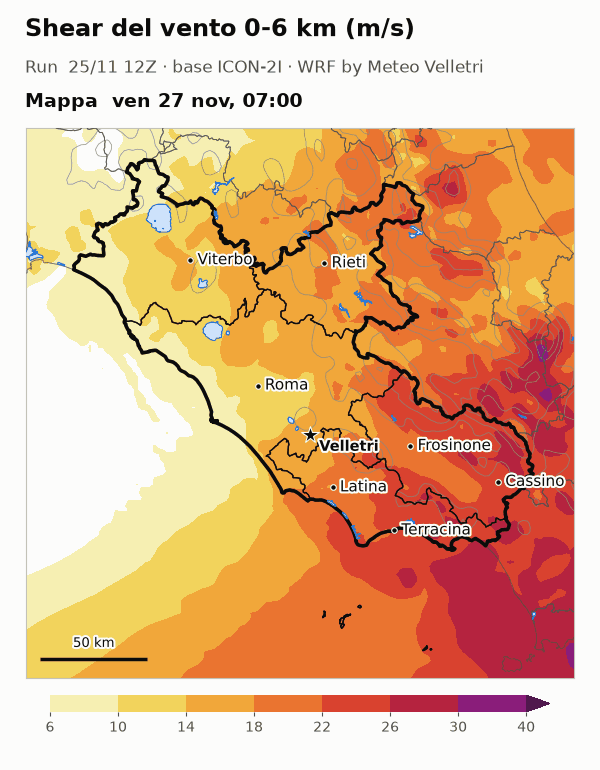 Shear del vento 0-6 km (m/s)
Run  25/11 12Z · base ICON-2I · WRF by Meteo Velletri
Mappa  ven 27 nov, 07:00
Viterbo
Rieti
Roma
Velletri
Frosinone
Latina
Cassino
Terracina
50 km
6 10 14 18 22 26 30 40